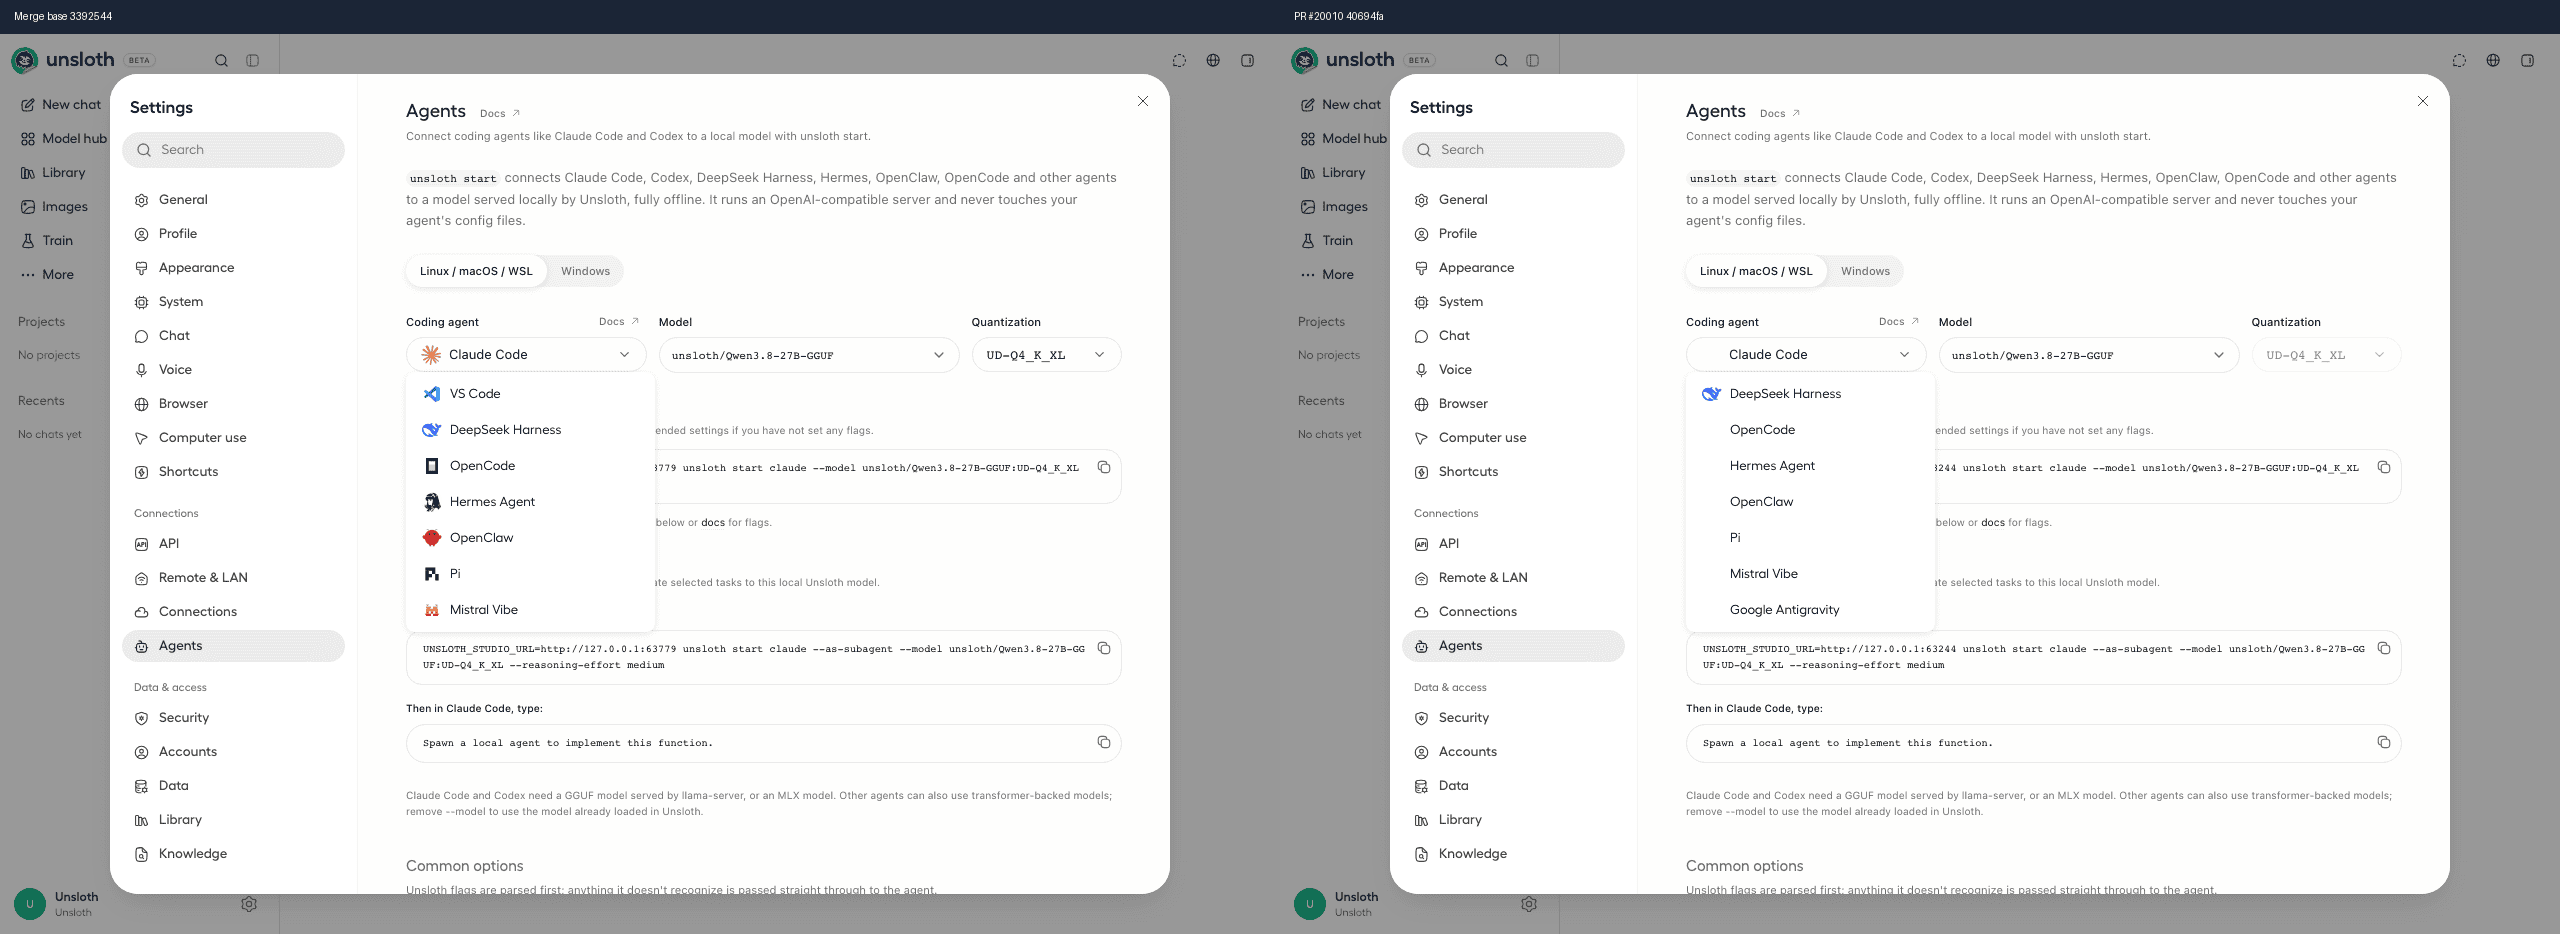 Merge base 3392544
unsloth BETA
New chat
Model hub
Library
Images
Train
More
Projects
No projects
Recents
No chats yet
U
Unsloth
Unsloth
Settings
Search
General
Profile
Appearance
System
Chat
Voice
Browser
Computer use
Shortcuts
Connections
API
Remote & LAN
Connections
Agents
Data & access
Security
Accounts
Data
Library
Knowledge
Agents Docs
Connect coding agents like Claude Code and Codex to a local model with unsloth start.
unsloth start connects Claude Code, Codex, DeepSeek Harness, Hermes, OpenClaw, OpenCode and other agents
to a model served locally by Unsloth, fully offline. It runs an OpenAI-compatible server and never touches your
agent's config files.
Linux / macOS / WSL Windows
Coding agent Docs Model Quantization
Claude Code unsloth/Qwen3.8-27B-GGUF UD-Q4_K_XL
VS Code
DeepSeek Harness
OpenCode
Hermes Agent
OpenClaw
Pi
Mistral Vibe
ended settings if you have not set any flags.
3779 unsloth start claude --model unsloth/Qwen3.8-27B-GGUF:UD-Q4_K_XL
below or docs for flags.
ate selected tasks to this local Unsloth model.
UNSLOTH_STUDIO_URL=http://127.0.0.1:63779 unsloth start claude --as-subagent --model unsloth/Qwen3.8-27B-GG
UF:UD-Q4_K_XL --reasoning-effort medium
Then in Claude Code, type:
Spawn a local agent to implement this function.
Claude Code and Codex need a GGUF model served by llama-server, or an MLX model. Other agents can also use transformer-backed models;
remove --model to use the model already loaded in Unsloth.
Common options
Unsloth flags are parsed first; anything it doesn't recognize is passed straight through to the agent.
PR #20010 40694fa
unsloth BETA
New chat
Model hub
Library
Images
Train
More
Projects
No projects
Recents
No chats yet
U
Unsloth
Unsloth
Settings
Search
General
Profile
Appearance
System
Chat
Voice
Browser
Computer use
Shortcuts
Connections
API
Remote & LAN
Connections
Agents
Data & access
Security
Accounts
Data
Library
Knowledge
Agents Docs
Connect coding agents like Claude Code and Codex to a local model with unsloth start.
unsloth start connects Claude Code, Codex, DeepSeek Harness, Hermes, OpenClaw, OpenCode and other agents
to a model served locally by Unsloth, fully offline. It runs an OpenAI-compatible server and never touches your
agent's config files.
Linux / macOS / WSL Windows
Coding agent Docs Model Quantization
Claude Code unsloth/Qwen3.8-27B-GGUF UD-Q4_K_XL
DeepSeek Harness
OpenCode
Hermes Agent
OpenClaw
Pi
Mistral Vibe
Google Antigravity
ended settings if you have not set any flags.
3244 unsloth start claude --model unsloth/Qwen3.8-27B-GGUF:UD-Q4_K_XL
below or docs for flags.
ate selected tasks to this local Unsloth model.
UNSLOTH_STUDIO_URL=http://127.0.0.1:63244 unsloth start claude --as-subagent --model unsloth/Qwen3.8-27B-GG
UF:UD-Q4_K_XL --reasoning-effort medium
Then in Claude Code, type:
Spawn a local agent to implement this function.
Claude Code and Codex need a GGUF model served by llama-server, or an MLX model. Other agents can also use transformer-backed models;
remove --model to use the model already loaded in Unsloth.
Common options
Unsloth flags are parsed first; anything it doesn't recognize is passed straight through to the agent.